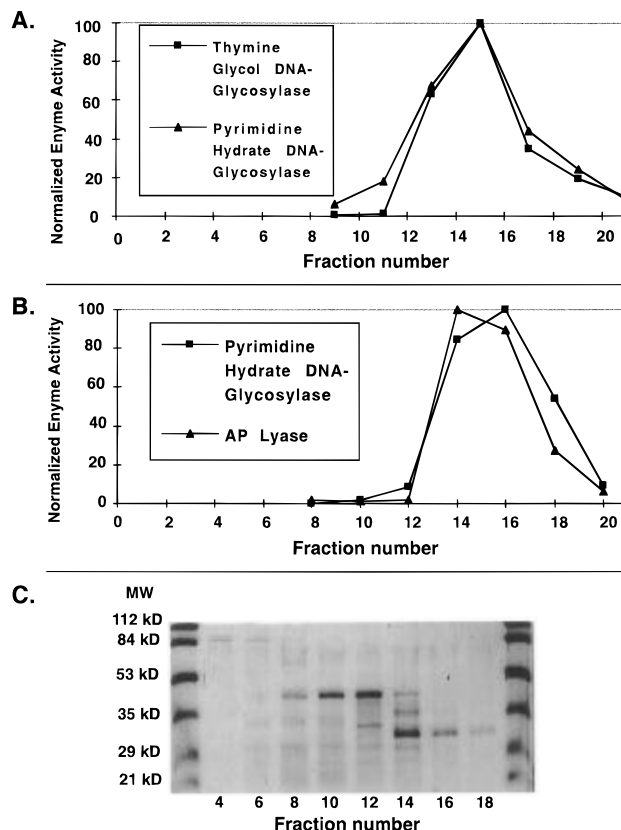 A.
Normalized Enzyme Activity
100
80
60
40
20
0
Thymine
Glycol DNA-
Glycosylase
Pyrimidine
Hydrate DNA-
Glycosylase
0 2 4 6 8 10 12 14 16 18 20
Fraction number
B.
Normalized Enyme Activity
100
80
60
40
20
0
Pyrimidine
Hydrate DNA-
Glycosylase
AP Lyase
0 2 4 6 8 10 12 14 16 18 20
Fraction number
C.
MW
112 kD
84 kD
53 kD
35 kD
29 kD
21 kD
4 6 8 10 12 14 16 18
Fraction number